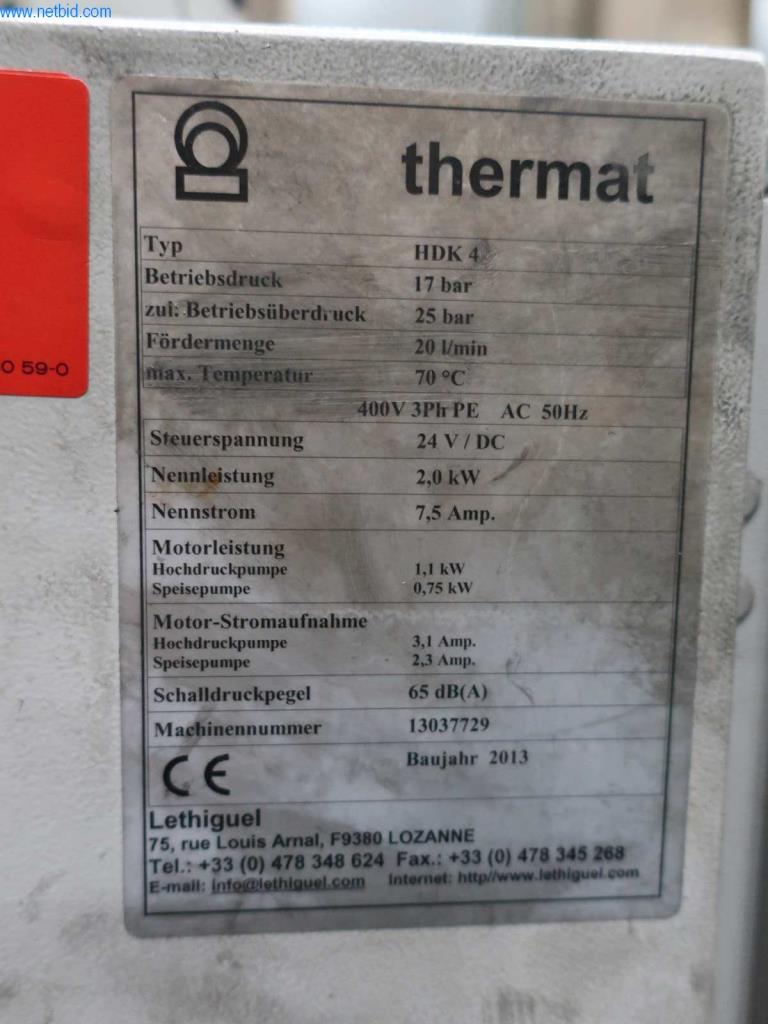 www.netbid.com
0 59-0
thermat
Typ HDK 4
Betriebsdruck 17 bar
zul. Betriebsüberdruck 25 bar
Fördermenge 20 l/min
max. Temperatur 70 °C
400V 3Ph PE AC 50Hz
Steuerspannung 24 V / DC
Nennleistung 2,0 kW
Nennstrom 7,5 Amp.
Motorleistung
Hochdruckpumpe 1,1 kW
Speisepumpe 0,75 kW
Motor-Stromaufnahme
Hochdruckpumpe 3,1 Amp.
Speisepumpe 2,3 Amp.
Schalldruckpegel 65 dB(A)
Machinennummer 13037729
CE Baujahr 2013
Lethiguel
75, rue Louis Arnal, F9380 LOZANNE
Tel.: +33 (0) 478 348 624 Fax.: +33 (0) 478 345 268
E-mail: info@lethiguel.com Internet: http//www.lethiguel.com